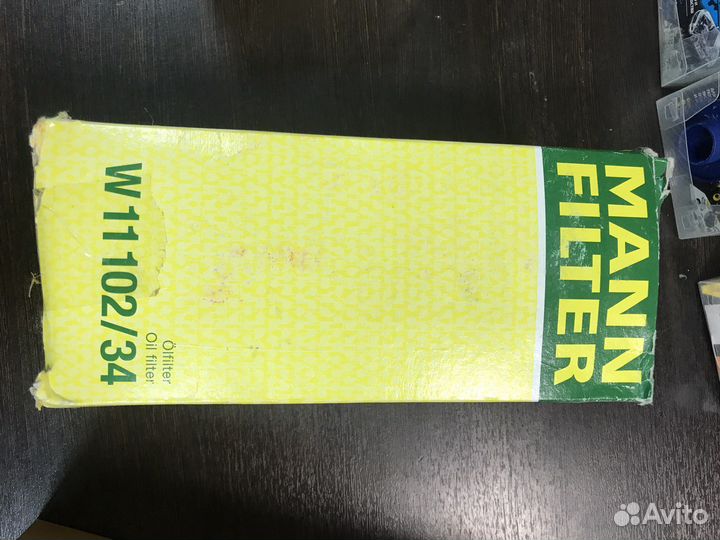 MANN
FILTER
Ölfilter
Oil filter
W 11 102/34
Avito